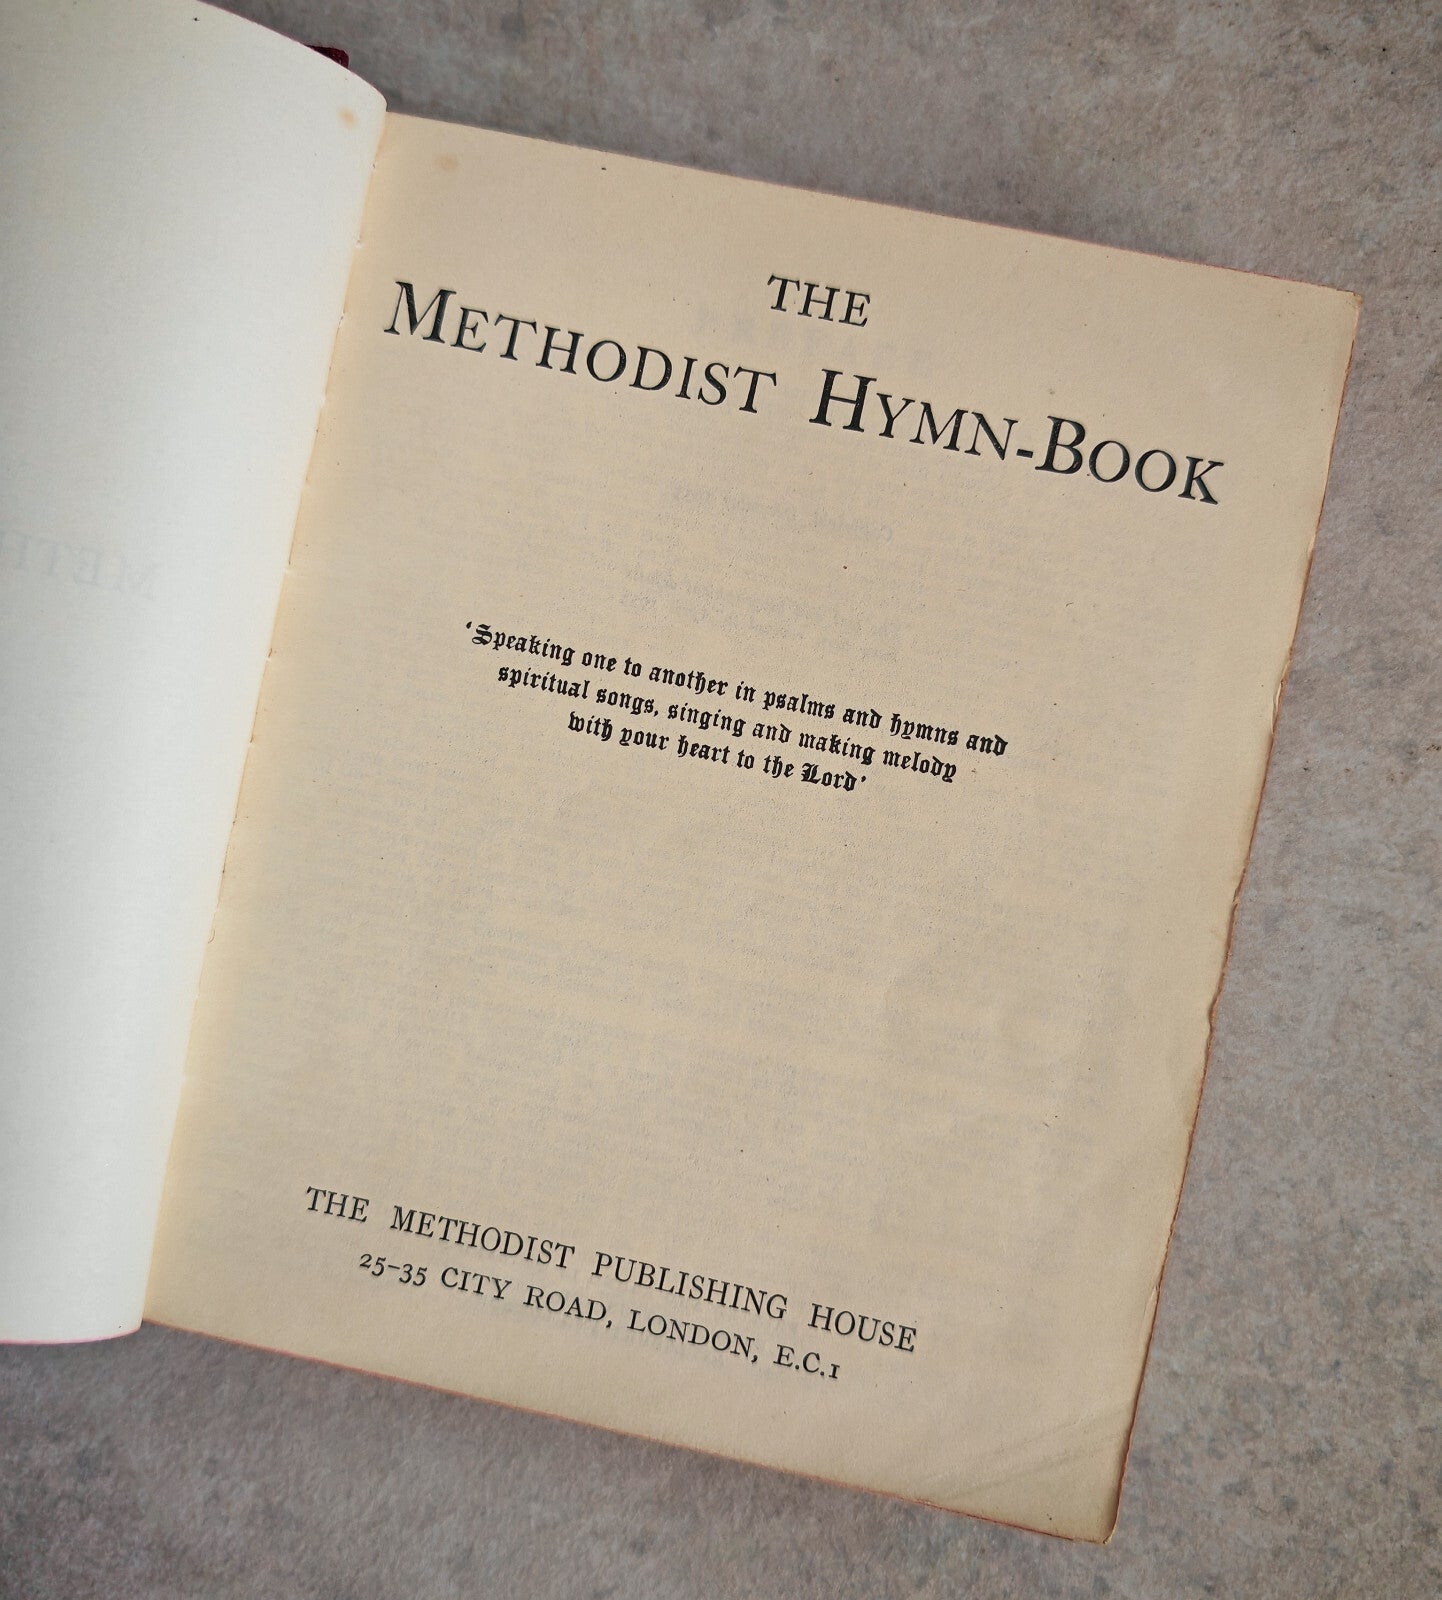 THE
METHODIST HYMN-BOOK
‘Speaking one to another in psalms and hymns and
spiritual songs, singing and making melody
with your heart to the Lord’
THE METHODIST PUBLISHING HOUSE
25–35 CITY ROAD, LONDON, E.C.1